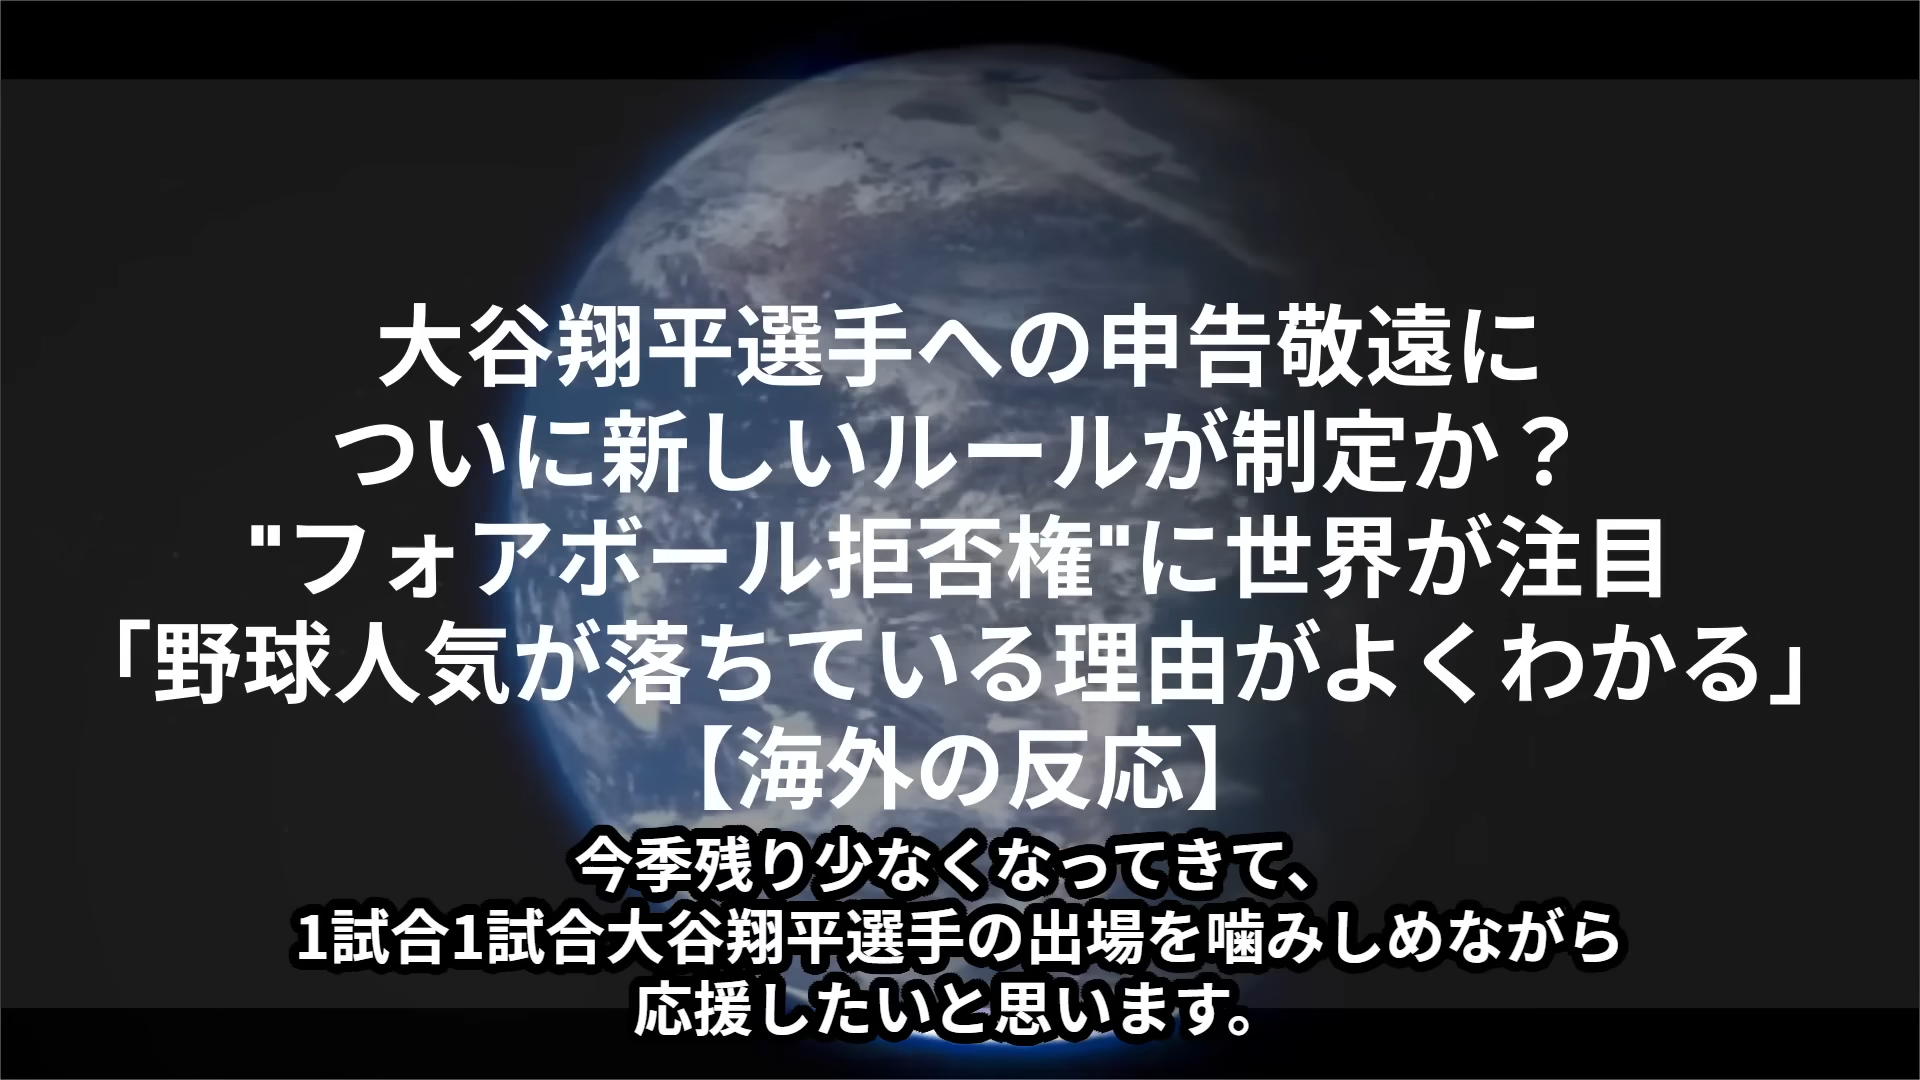 大谷翔平選手への申告敬遠に
ついに新しいルールが制定か？
"フォアボール拒否権"に世界が注目
「野球人気が落ちている理由がよくわかる」
【海外の反応】
今季残り少なくなってきて、
1試合1試合大谷翔平選手の出場を噛みしめながら
応援したいと思います。